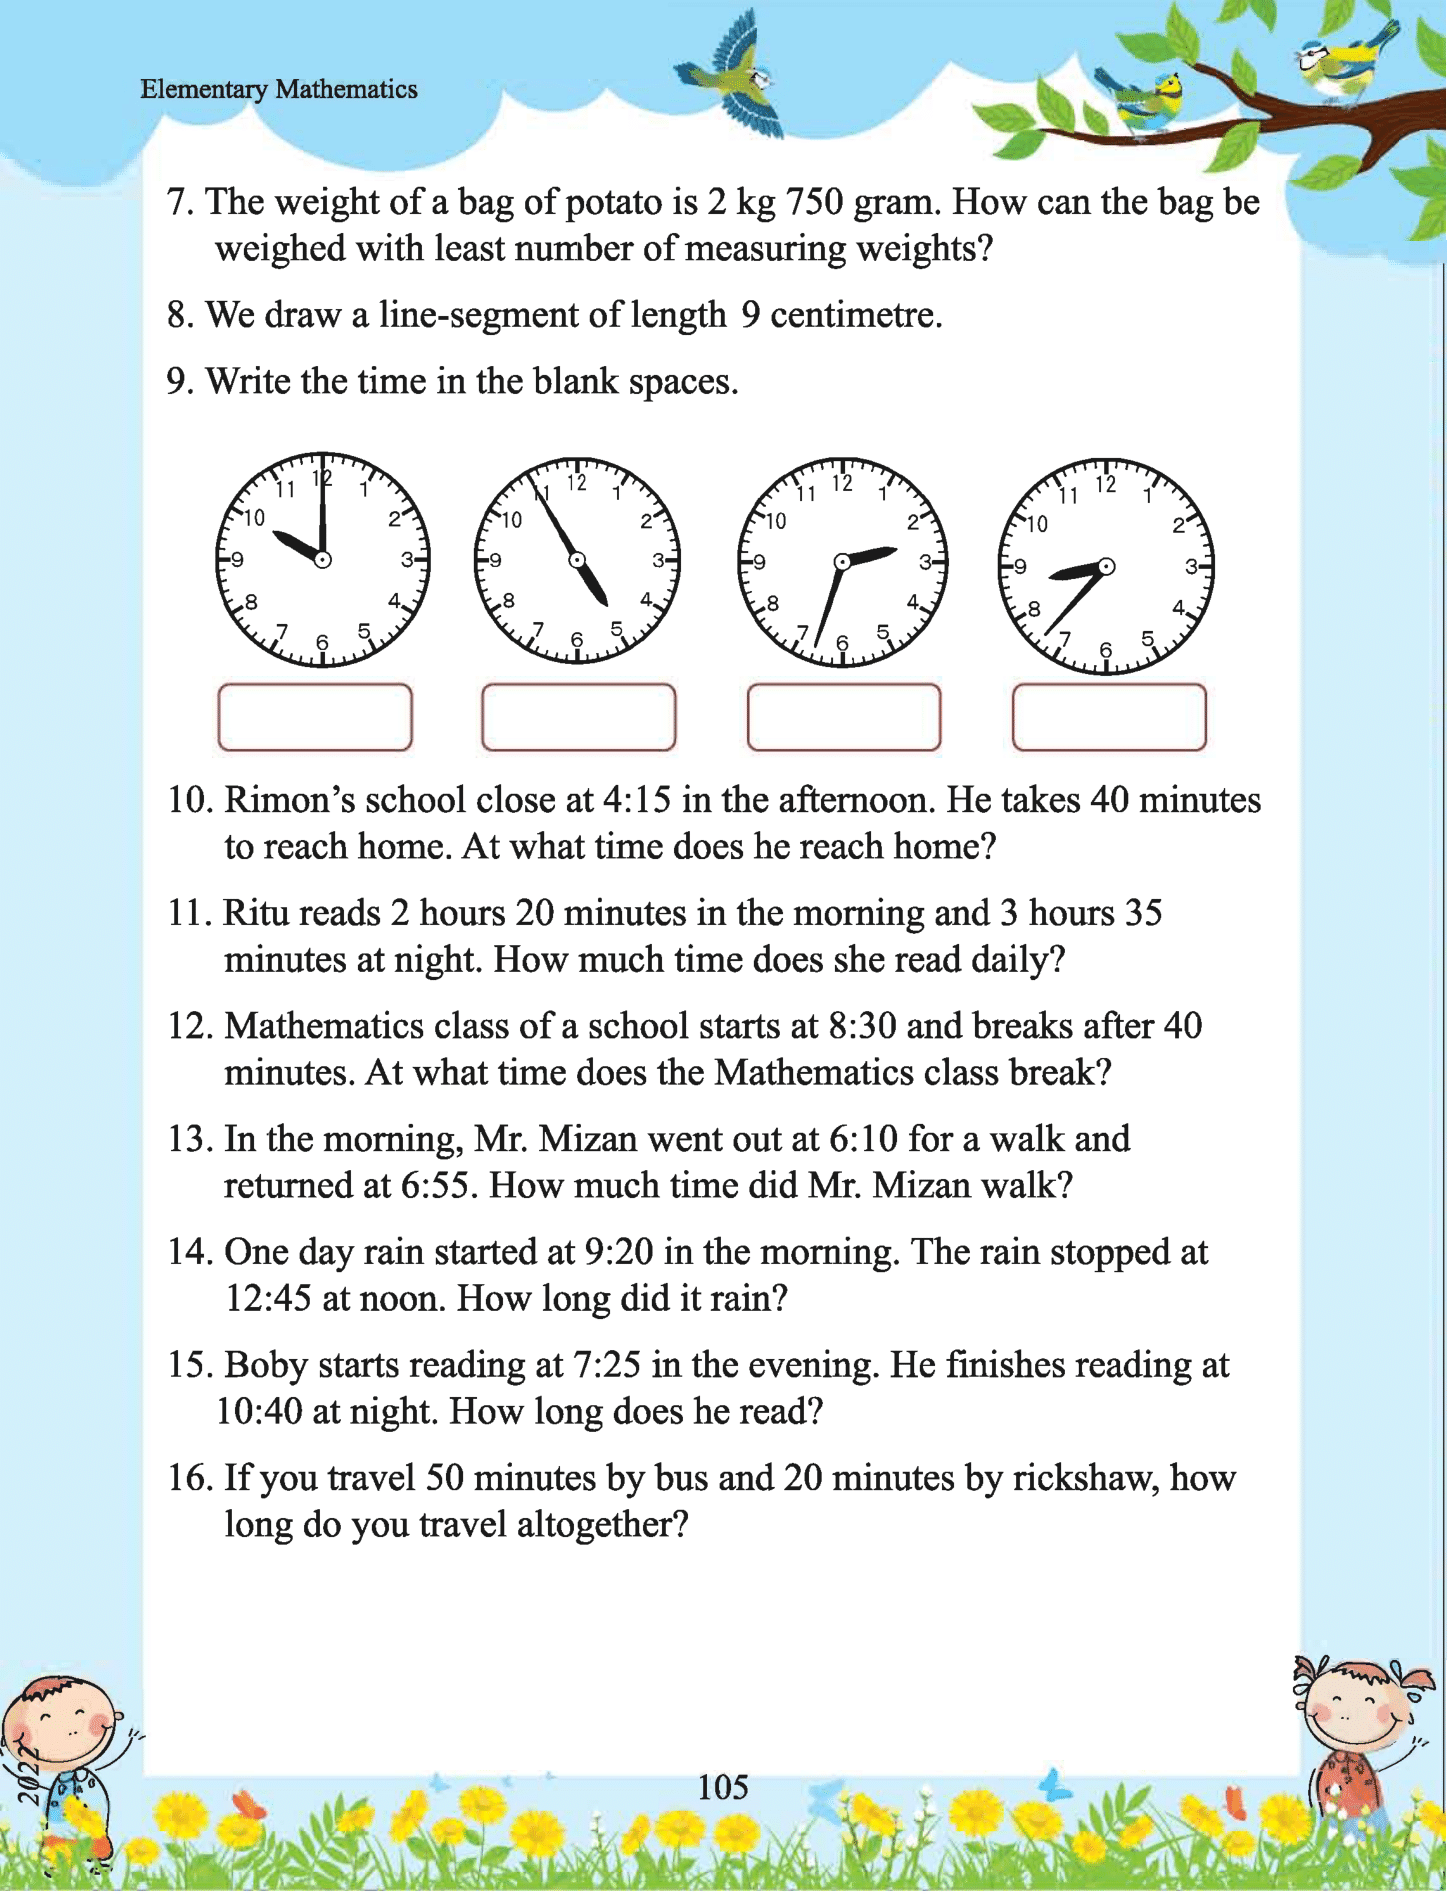 Elementary Mathematics
7. The weight of a bag of potato is 2 kg 750 gram. How can the bag be
weighed with least number of measuring weights?
8. We draw a line-segment of length 9 centimetre.
9. Write the time in the blank spaces.
12 1 2 3 4 5 6 7 8 9 10 11
12 1 2 3 4 5 6 7 8 9 10 11
12 1 2 3 4 5 6 7 8 9 10 11
12 1 2 3 4 5 6 7 8 9 10 11
10. Rimon’s school close at 4:15 in the afternoon. He takes 40 minutes
to reach home. At what time does he reach home?
11. Ritu reads 2 hours 20 minutes in the morning and 3 hours 35
minutes at night. How much time does she read daily?
12. Mathematics class of a school starts at 8:30 and breaks after 40
minutes. At what time does the Mathematics class break?
13. In the morning, Mr. Mizan went out at 6:10 for a walk and
returned at 6:55. How much time did Mr. Mizan walk?
14. One day rain started at 9:20 in the morning. The rain stopped at
12:45 at noon. How long did it rain?
15. Boby starts reading at 7:25 in the evening. He finishes reading at
10:40 at night. How long does he read?
16. If you travel 50 minutes by bus and 20 minutes by rickshaw, how
long do you travel altogether?
2022
105